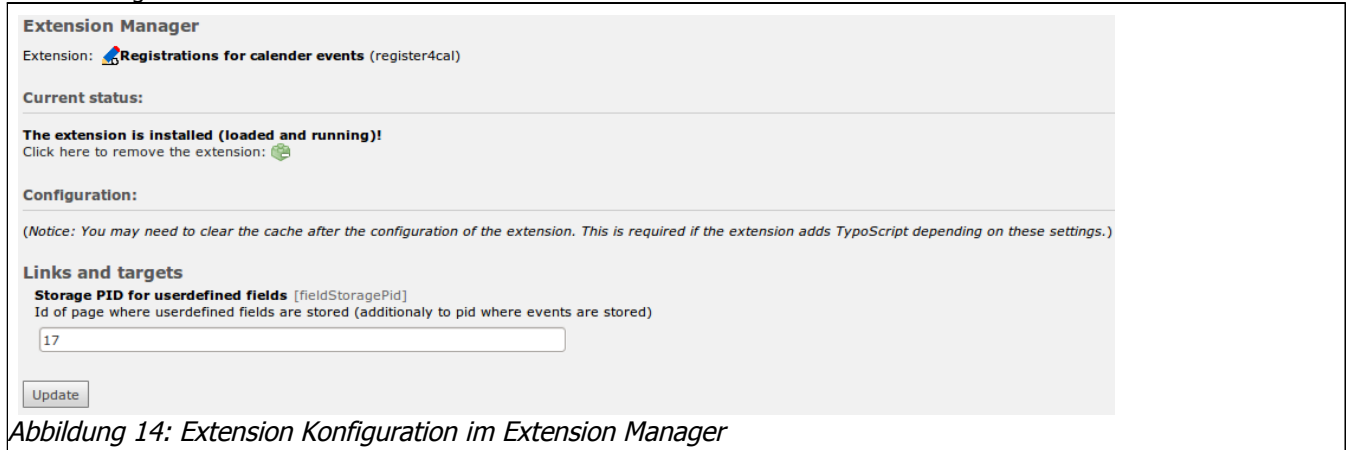 Extension Manager
Extension: Registrations for calender events (register4cal)
Current status:
The extension is installed (loaded and running)!
Click here to remove the extension:
Configuration:
(Notice: You may need to clear the cache after the configuration of the extension. This is required if the extension adds TypoScript depending on these settings.)
Links and targets
Storage PID for userdefined fields [fieldStoragePid]
Id of page where userdefined fields are stored (additionaly to pid where events are stored)
17
Update
Abbildung 14: Extension Konfiguration im Extension Manager